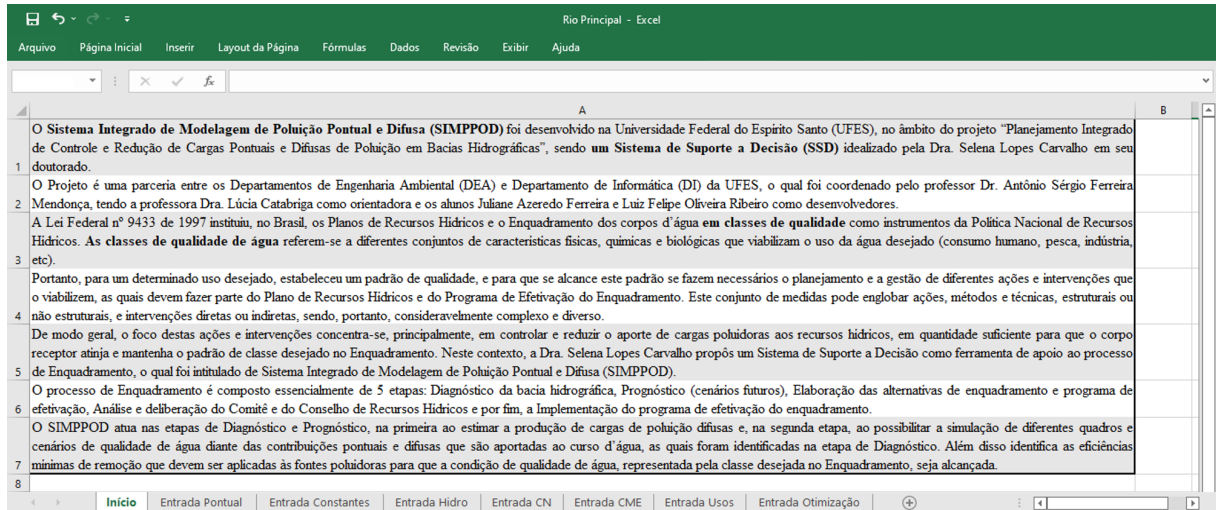 Rio Principal - Excel
Arquivo Página Inicial Inserir Layout da Página Fórmulas Dados Revisão Exibir Ajuda
fx
A B
O Sistema Integrado de Modelagem de Poluição Pontual e Difusa (SIMPPOD) foi desenvolvido na Universidade Federal do Espírito Santo (UFES), no âmbito do projeto “Planejamento Integrado
de Controle e Redução de Cargas Pontuais e Difusas de Poluição em Bacias Hidrográficas”, sendo um Sistema de Suporte a Decisão (SSD) idealizado pela Dra. Selena Lopes Carvalho em seu
1 doutorado.
O Projeto é uma parceria entre os Departamentos de Engenharia Ambiental (DEA) e Departamento de Informática (DI) da UFES, o qual foi coordenado pelo professor Dr. Antônio Sérgio Ferreira
2 Mendonça, tendo a professora Dra. Lúcia Catabriga como orientadora e os alunos Juliane Azeredo Ferreira e Luiz Felipe Oliveira Ribeiro como desenvolvedores.
A Lei Federal nº 9433 de 1997 instituiu, no Brasil, os Planos de Recursos Hídricos e o Enquadramento dos corpos d’água em classes de qualidade como instrumentos da Política Nacional de Recursos
Hídricos. As classes de qualidade de água referem-se a diferentes conjuntos de características físicas, químicas e biológicas que viabilizam o uso da água desejado (consumo humano, pesca, indústria,
3 etc).
Portanto, para um determinado uso desejado, estabeleceu um padrão de qualidade, e para que se alcance este padrão se fazem necessários o planejamento e a gestão de diferentes ações e intervenções que
o viabilizem, as quais devem fazer parte do Plano de Recursos Hídricos e do Programa de Efetivação do Enquadramento. Este conjunto de medidas pode englobar ações, métodos e técnicas, estruturais ou
4 não estruturais, e intervenções diretas ou indiretas, sendo, portanto, consideravelmente complexo e diverso.
De modo geral, o foco destas ações e intervenções concentra-se, principalmente, em controlar e reduzir o aporte de cargas poluidoras aos recursos hídricos, em quantidade suficiente para que o corpo
receptor atinja e mantenha o padrão de classe desejado no Enquadramento. Neste contexto, a Dra. Selena Lopes Carvalho propôs um Sistema de Suporte a Decisão como ferramenta de apoio ao processo
5 de Enquadramento, o qual foi intitulado de Sistema Integrado de Modelagem de Poluição Pontual e Difusa (SIMPPOD).
O processo de Enquadramento é composto essencialmente de 5 etapas: Diagnóstico da bacia hidrográfica, Prognóstico (cenários futuros), Elaboração das alternativas de enquadramento e programa de
6 efetivação, Análise e deliberação do Comitê e do Conselho de Recursos Hídricos e por fim, a Implementação do programa de efetivação do enquadramento.
O SIMPPOD atua nas etapas de Diagnóstico e Prognóstico, na primeira ao estimar a produção de cargas de poluição difusas e, na segunda etapa, ao possibilitar a simulação de diferentes quadros e
cenários de qualidade de água diante das contribuições pontuais e difusas que são aportadas ao curso d’água, as quais foram identificadas na etapa de Diagnóstico. Além disso identifica as eficiências
7 mínimas de remoção que devem ser aplicadas às fontes poluidoras para que a condição de qualidade de água, representada pela classe desejada no Enquadramento, seja alcançada.
8
Início Entrada Pontual Entrada Constantes Entrada Hidro Entrada CN Entrada CME Entrada Usos Entrada Otimização